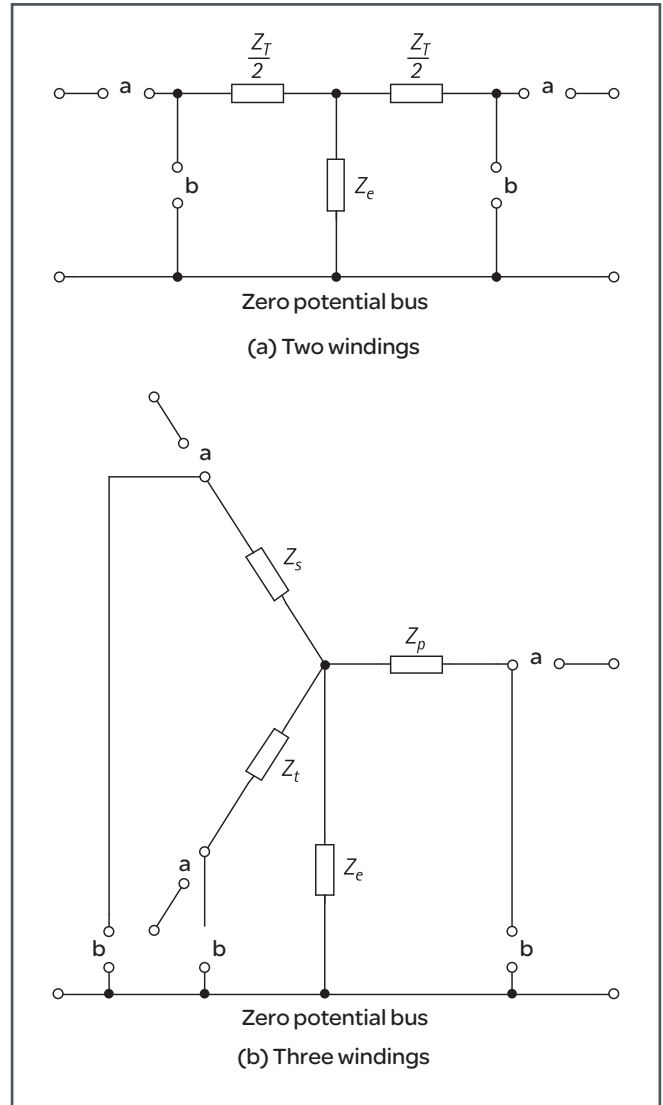 Z_T/2 Z_T/2
a a
b Z_e b
Zero potential bus
(a) Two windings
a
Z_s
Z_p
a
Z_t
a
Z_e
b b b
Zero potential bus
(b) Three windings